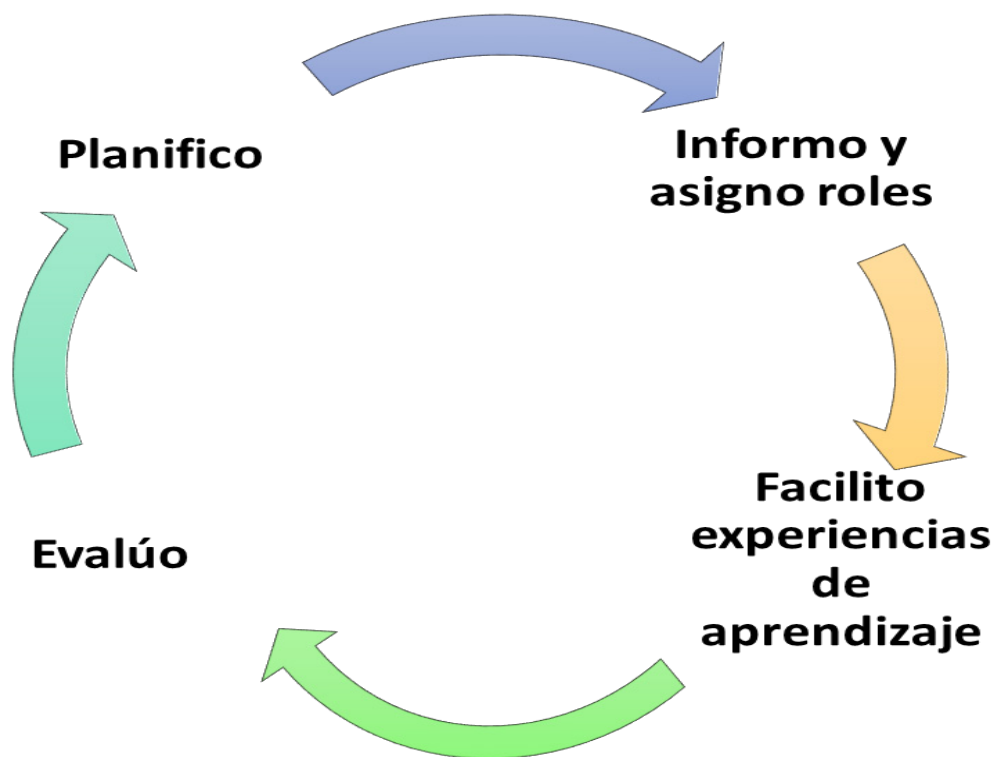 Planifico
Informo y
asigno roles
Facilito
experiencias
de
aprendizaje
Evalúo